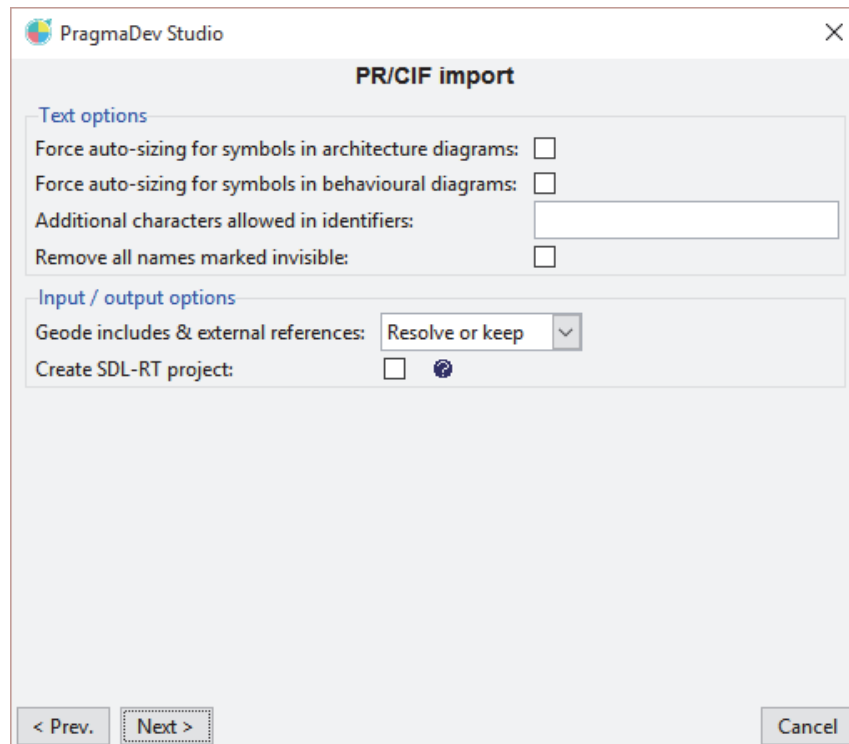 PragmaDev Studio
PR/CIF import
Text options
Force auto-sizing for symbols in architecture diagrams:
Force auto-sizing for symbols in behavioural diagrams:
Additional characters allowed in identifiers:
Remove all names marked invisible:
Input / output options
Geode includes & external references: Resolve or keep
Create SDL-RT project: ?
< Prev. Next > Cancel